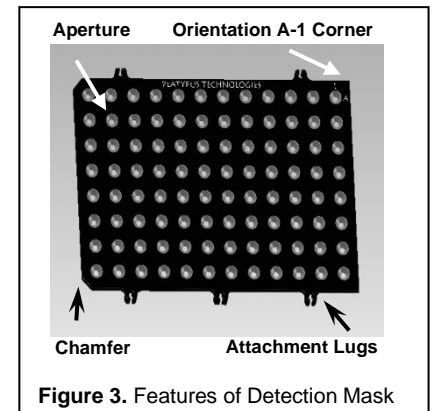 Aperture Orientation A-1 Corner
PLATYPUS TECHNOLOGIES
A
Chamfer Attachment Lugs
Figure 3. Features of Detection Mask